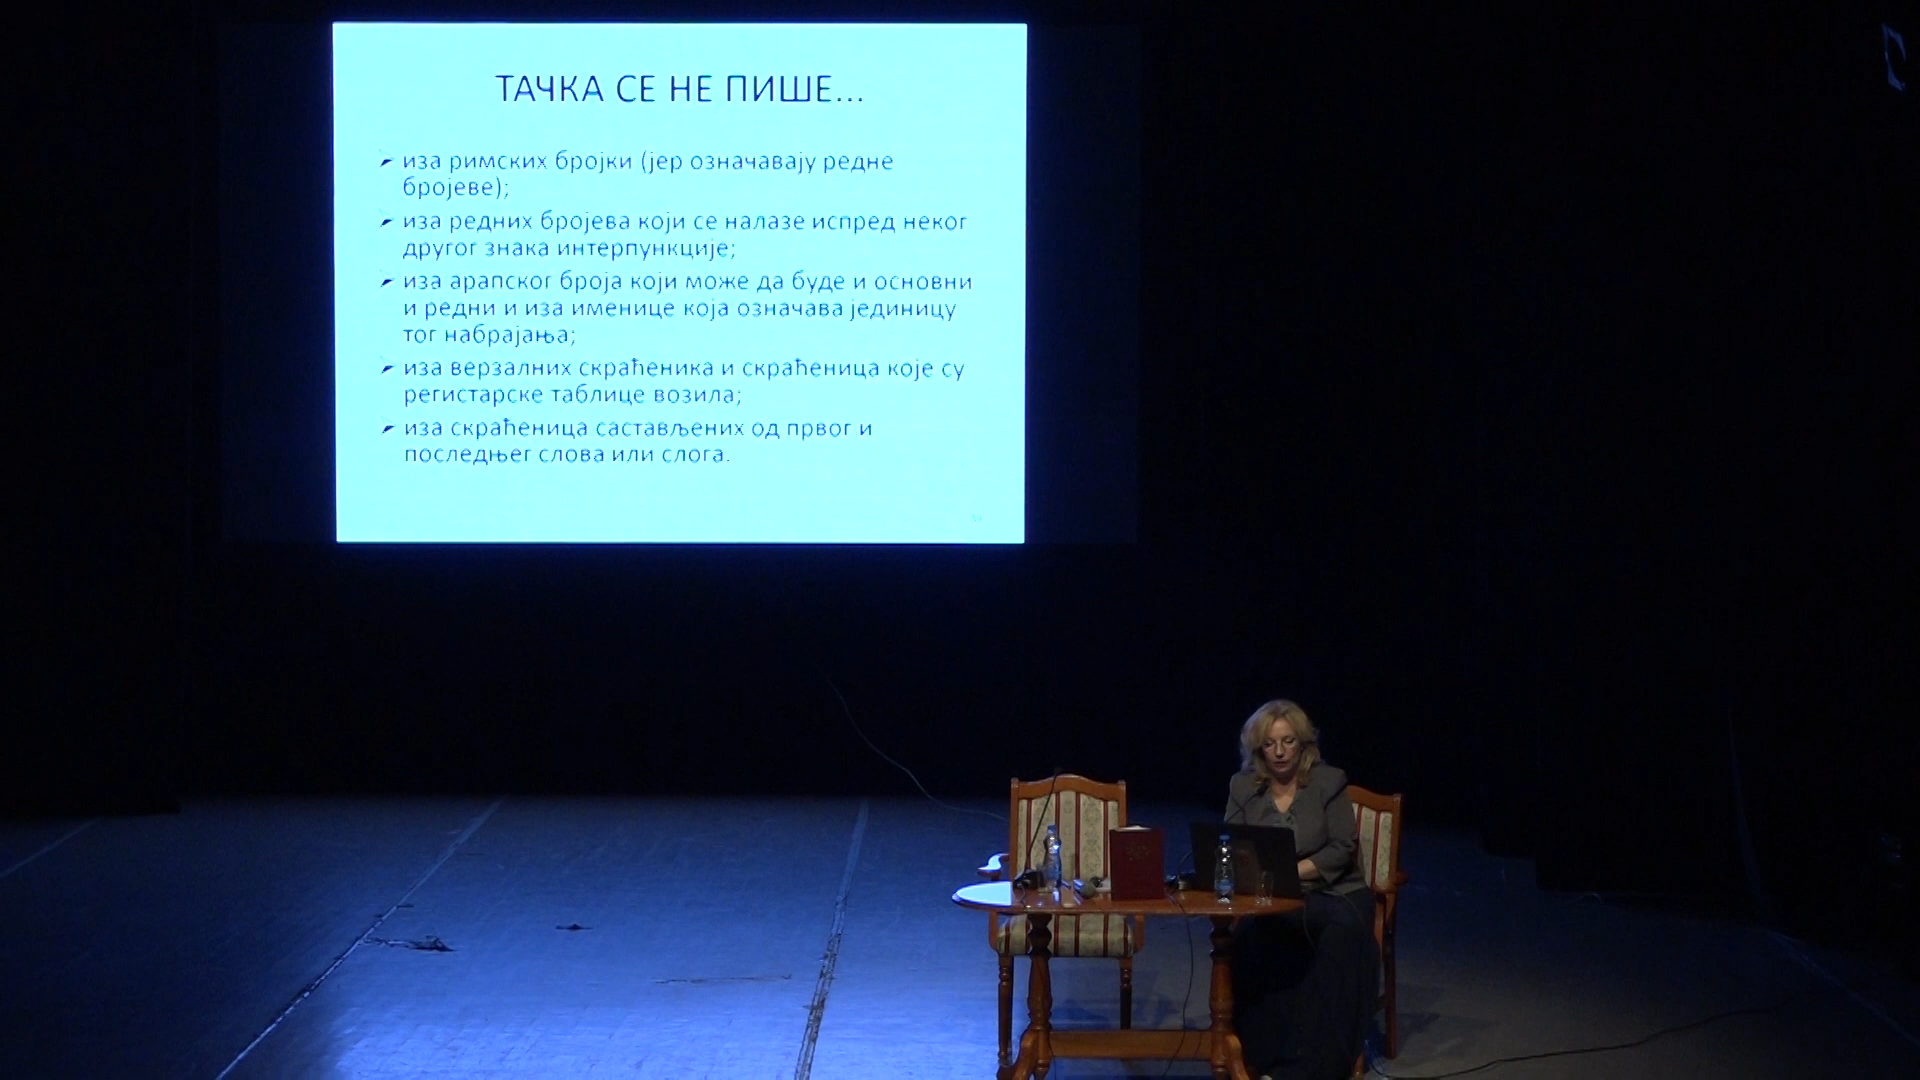 ТАЧКА СЕ НЕ ПИШЕ...
➢ иза римских бројки (јер означавају редне
бројеве);
➢ иза редних бројева који се налазе испред неког
другог знака интерпункције;
➢ иза арапског броја који може да буде и основни
и редни и иза именице која означава јединицу
тог набрајања;
➢ иза верзалних скраћеника и скраћеница које су
регистарске таблице возила;
➢ иза скраћеница састављених од првог и
последњег слова или слога.